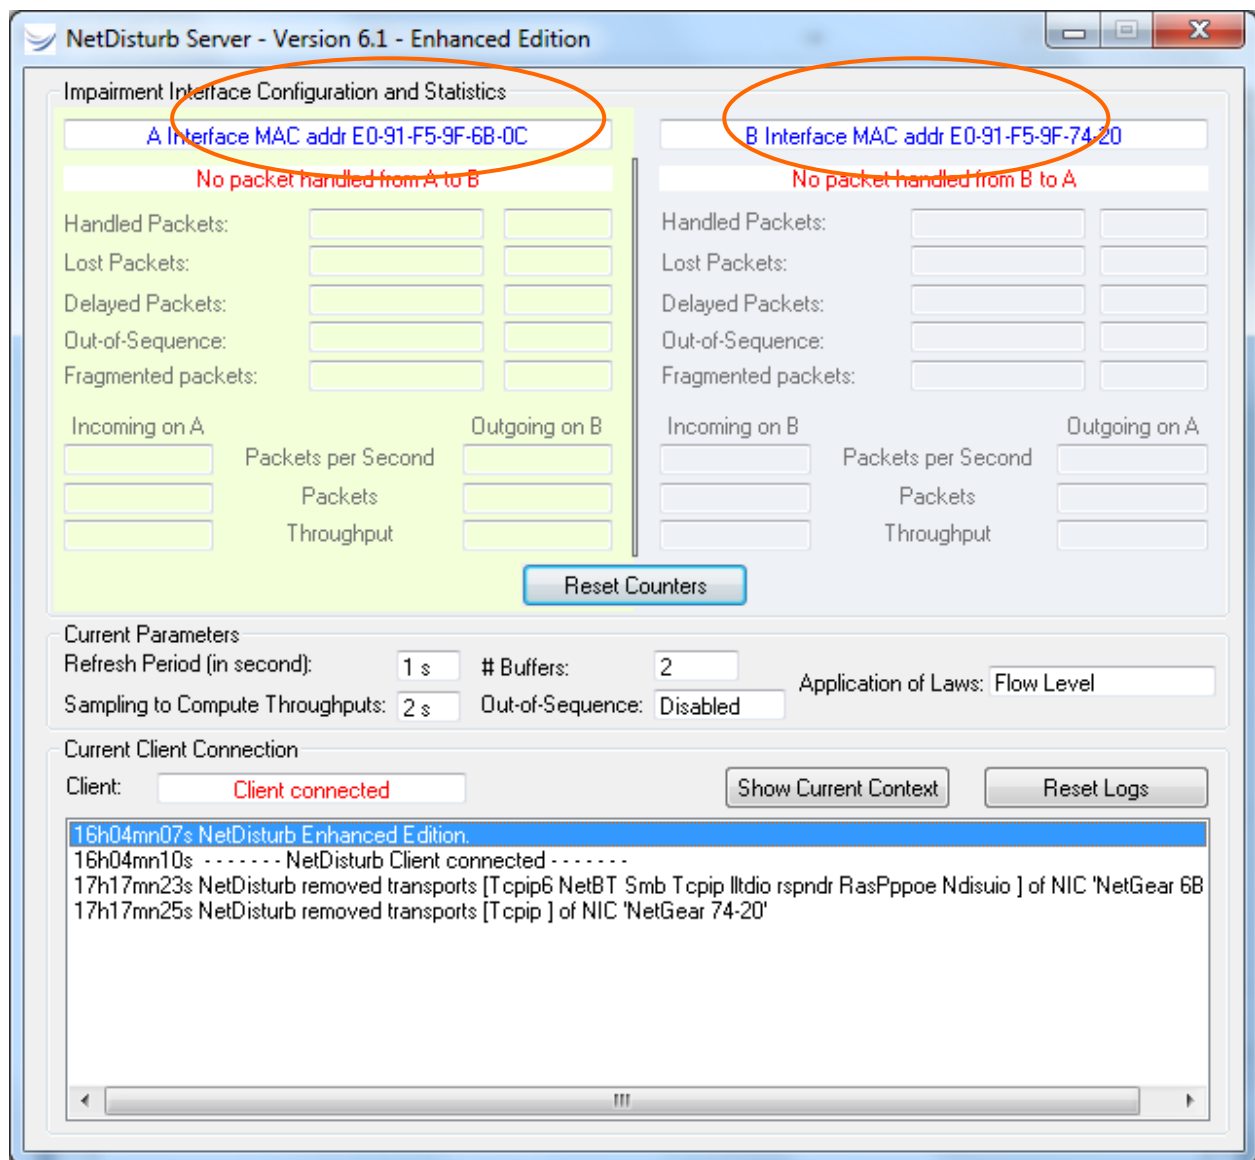 NetDisturb Server - Version 6.1 - Enhanced Edition
Impairment Interface Configuration and Statistics
A Interface MAC addr E0-91-F5-9F-6B-0C
B Interface MAC addr E0-91-F5-9F-74-20
No packet handled from A to B
No packet handled from B to A
Handled Packets:
Handled Packets:
Lost Packets:
Lost Packets:
Delayed Packets:
Delayed Packets:
Out-of-Sequence:
Out-of-Sequence:
Fragmented packets:
Fragmented packets:
Incoming on A Outgoing on B
Incoming on B Outgoing on A
Packets per Second
Packets per Second
Packets
Packets
Throughput
Throughput
Reset Counters
Current Parameters
Refresh Period (in second): 1 s # Buffers: 2
Application of Laws: Flow Level
Sampling to Compute Throughputs: 2 s Out-of-Sequence: Disabled
Current Client Connection
Client: Client connected Show Current Context Reset Logs
16h04mn07s NetDisturb Enhanced Edition.
16h04mn10s - - - - - - - NetDisturb Client connected - - - - - - -
17h17mn23s NetDisturb removed transports [Tcpip6 NetBT Smb Tcpip lltdio rspndr RasPppoe Ndisuio ] of NIC 'NetGear 6B
17h17mn25s NetDisturb removed transports [Tcpip ] of NIC 'NetGear 74-20'